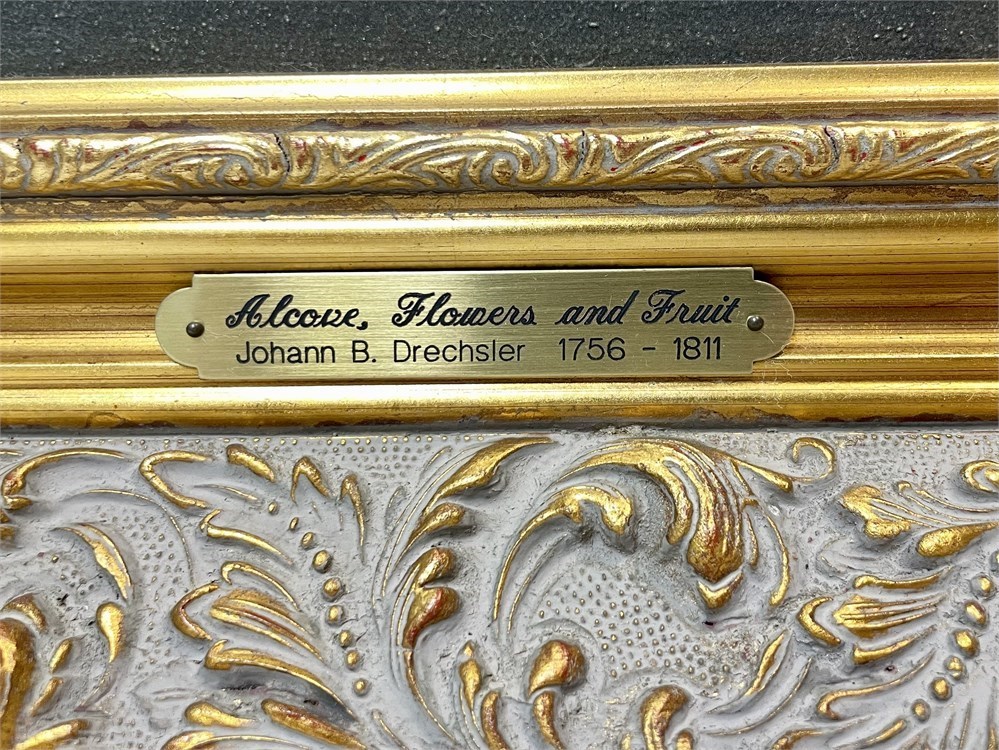 Alcove, Flowers and Fruit
Johann B. Drechsler 1756 - 1811